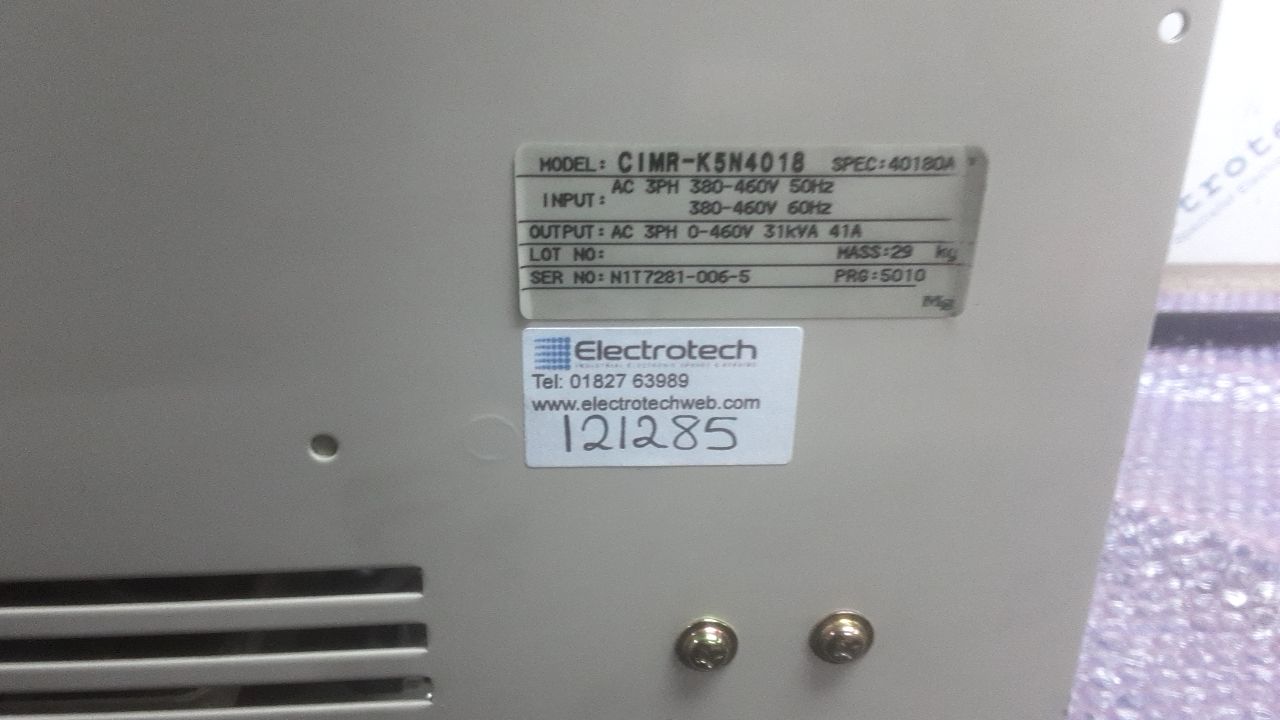 MODEL: CIMR-K5N4018 SPEC:40180A
INPUT: AC 3PH 380-460V 50Hz
380-460V 60Hz
OUTPUT: AC 3PH 0-460V 31kVA 41A
LOT NO: MASS:29 kg
SER NO: N1T7281-006-5 PRG:5010
Electrotech
Tel: 01827 63989
www.electrotechweb.com
121285